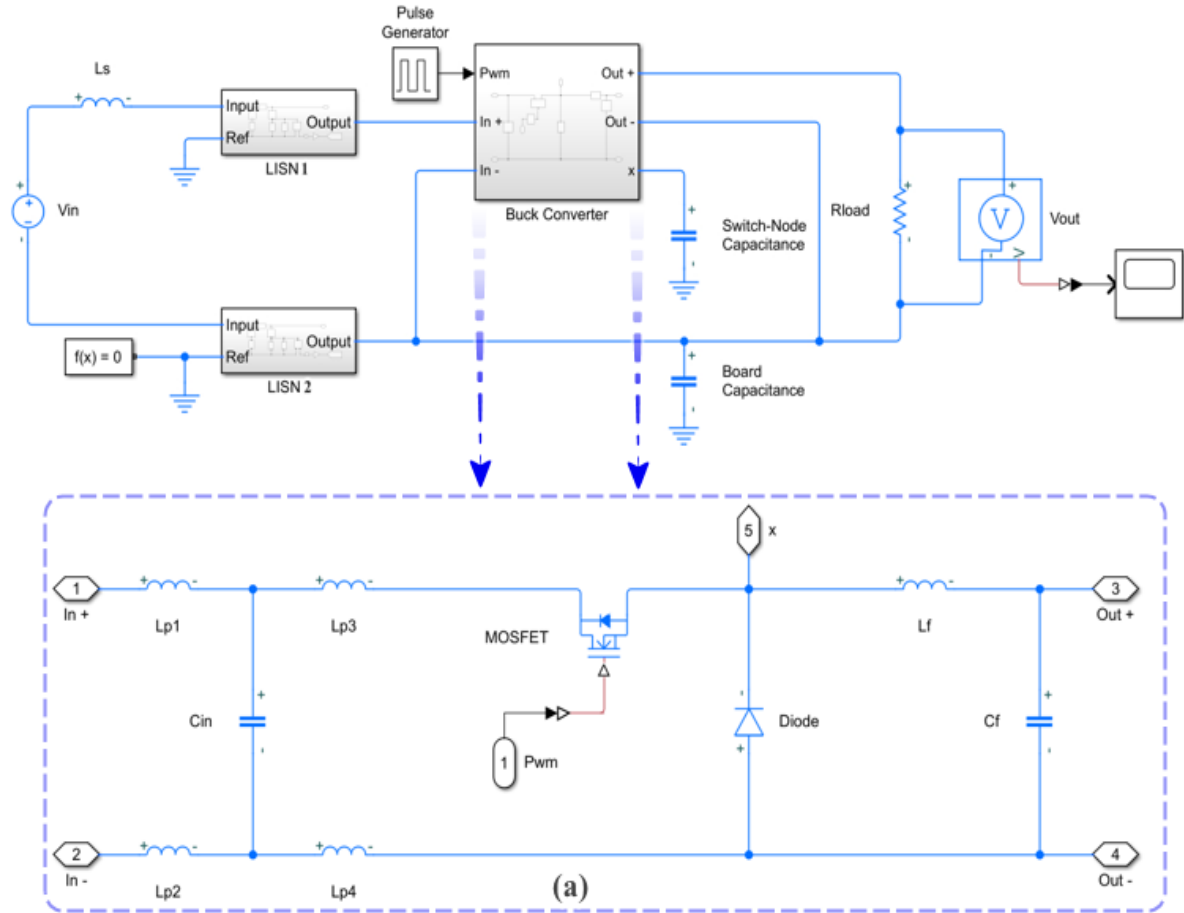 Pulse
Generator
Ls
Pwm
Out +
Input
Ref
Output
In +
Out -
LISN 1
In -
x
Buck Converter
Vin
Switch-Node
Capacitance
Rload
V
Vout
V
Input
Ref
Output
f(x) = 0
LISN 2
Board
Capacitance
5
x
1
In +
Lp1
Lp3
MOSFET
Lf
3
Out +
Cin
Diode
Cf
1
Pwm
2
In -
Lp2
Lp4
(a)
4
Out -